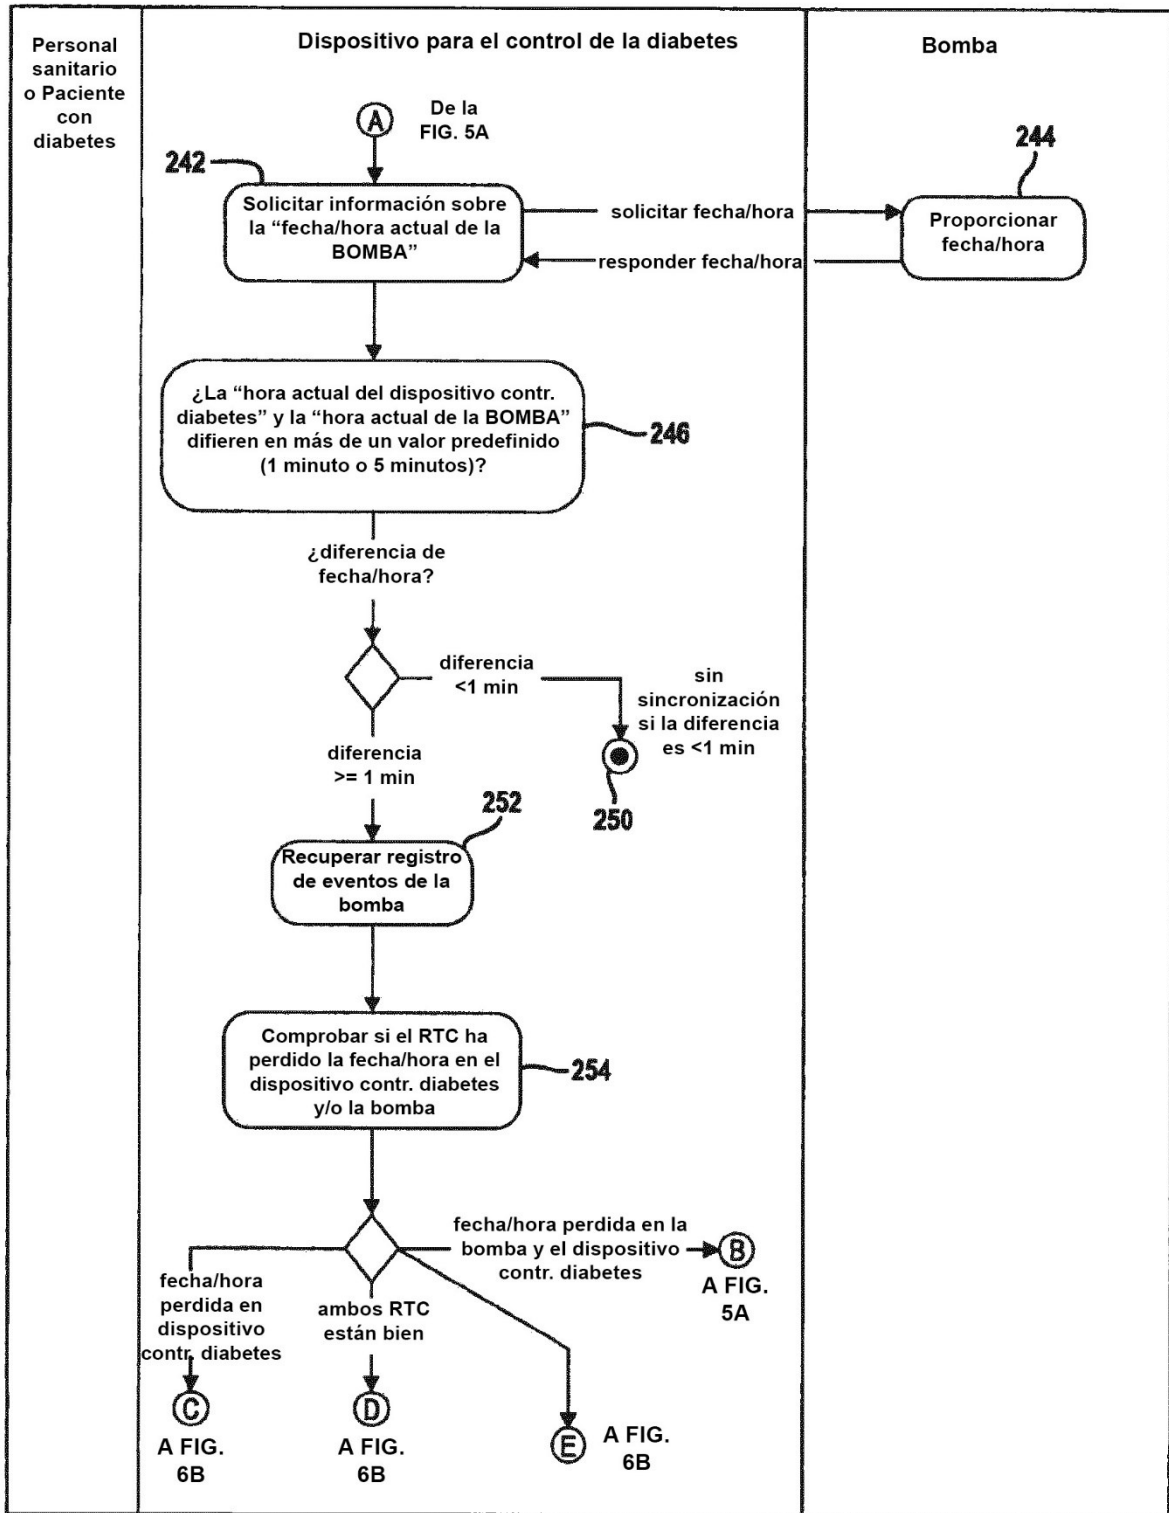 Personal
sanitario
o Paciente
con
diabetes
Dispositivo para el control de la diabetes
Bomba
A
De la
FIG. 5A
242
244
Solicitar información sobre
la “fecha/hora actual de la
BOMBA”
solicitar fecha/hora
responder fecha/hora
Proporcionar
fecha/hora
¿La “hora actual del dispositivo contr.
diabetes” y la “hora actual de la BOMBA”
difieren en más de un valor predefinido
(1 minuto o 5 minutos)?
246
¿diferencia de
fecha/hora?
diferencia
<1 min
sin
sincronización
si la diferencia
es <1 min
250
diferencia
>= 1 min
252
Recuperar registro
de eventos de la
bomba
Comprobar si el RTC ha
perdido la fecha/hora en el
dispositivo contr. diabetes
y/o la bomba
254
fecha/hora perdida en la
bomba y el dispositivo
contr. diabetes
B
A FIG.
5A
fecha/hora
perdida en
dispositivo
contr. diabetes
ambos RTC
están bien
C
A FIG.
6B
D
A FIG.
6B
E
A FIG.
6B